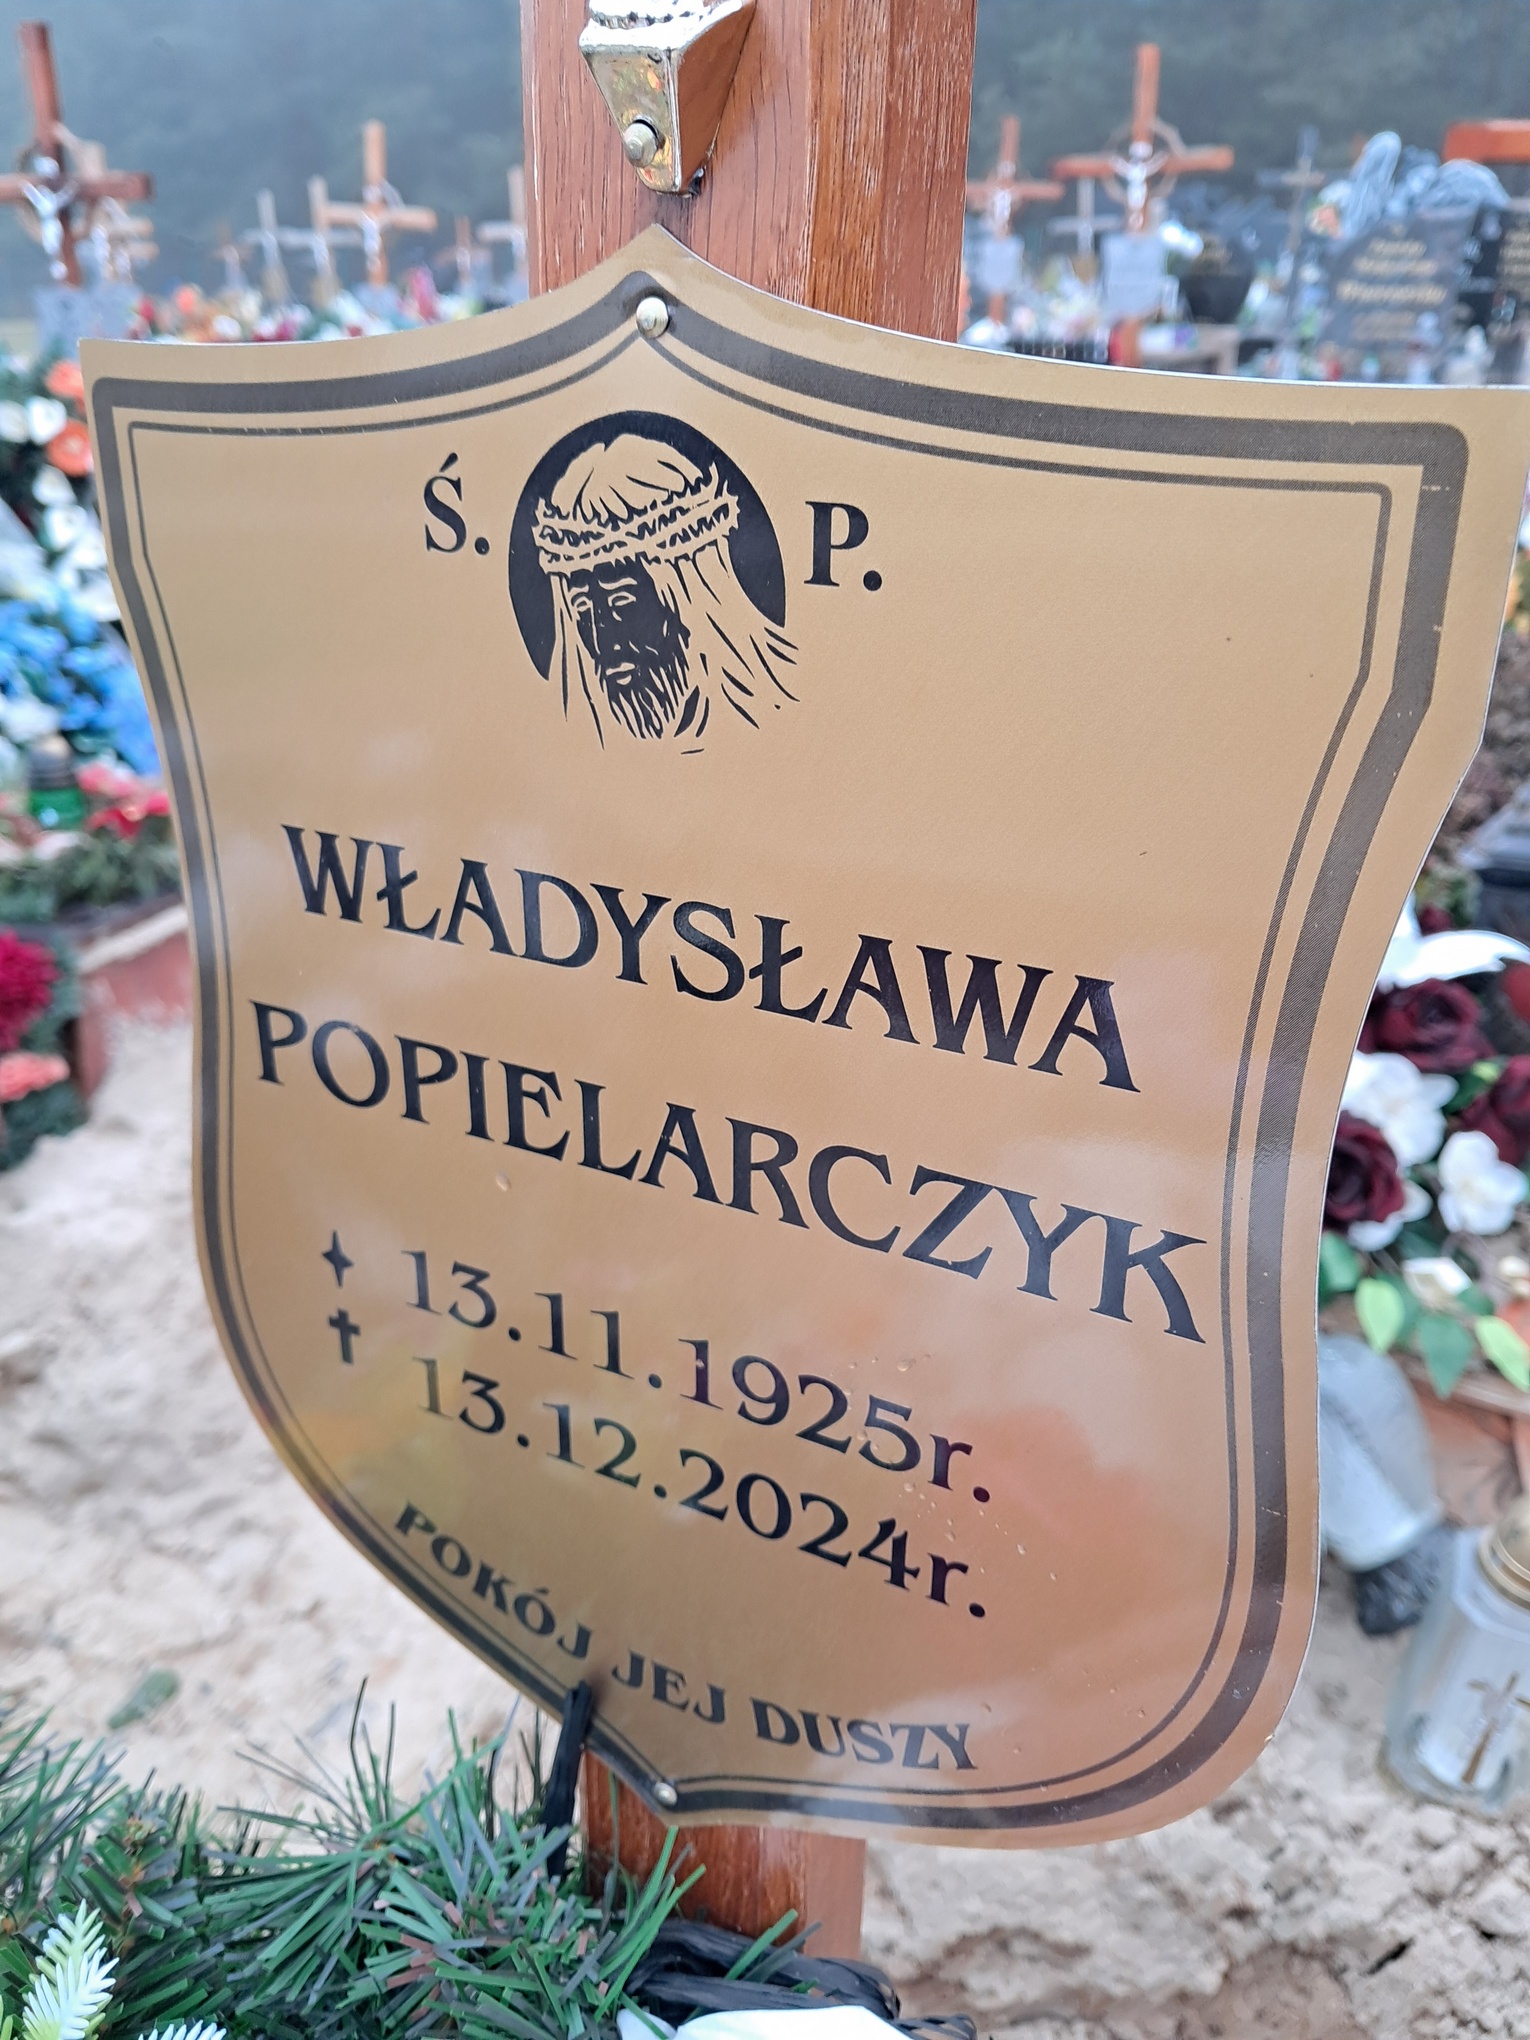 Ś. P.
WŁADYSŁAWA
POPIELARCZYK
13.11.1925r.
13.12.2024r.
POKÓJ JEJ DUSZY